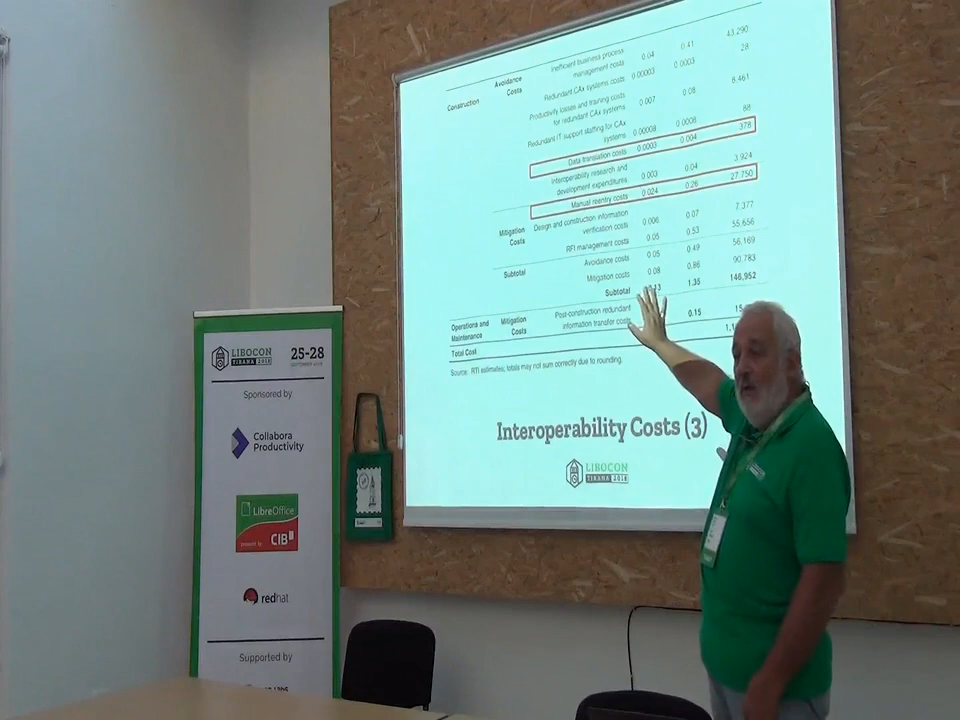 LIBOCON
TIRANA 2018
25-28
Sponsored by
Collabora
Productivity
LibreOffice
powered by CIB
redhat
Supported by
Construction
Avoidance
Costs
Inefficient business process
management costs 0.04 0.41 43,290
Redundant CAx systems costs 0.00003 0.0003 28
Productivity losses and training costs
for redundant CAx systems 0.007 0.08 8,461
Redundant IT support staffing for CAx
systems 0.00008 0.0008 88
Data translation costs 0.0003 0.004 378
Interoperability research and
development expenditures 0.003 0.04 3,924
Manual reentry costs 0.024 0.26 27,750
Mitigation
Costs
Design and construction information
verification costs 0.006 0.07 7,377
RFI management costs 0.05 0.53 55,656
Subtotal
Avoidance costs 0.05 0.49 56,169
Mitigation costs 0.08 0.86 90,783
Subtotal 1.35 146,952
Operations and
Maintenance
Mitigation
Costs
Post-construction redundant
information transfer costs 0.15
Total Cost
Source: RTI estimates; totals may not sum correctly due to rounding.
Interoperability Costs (3)
LIBOCON
TIRANA 2018